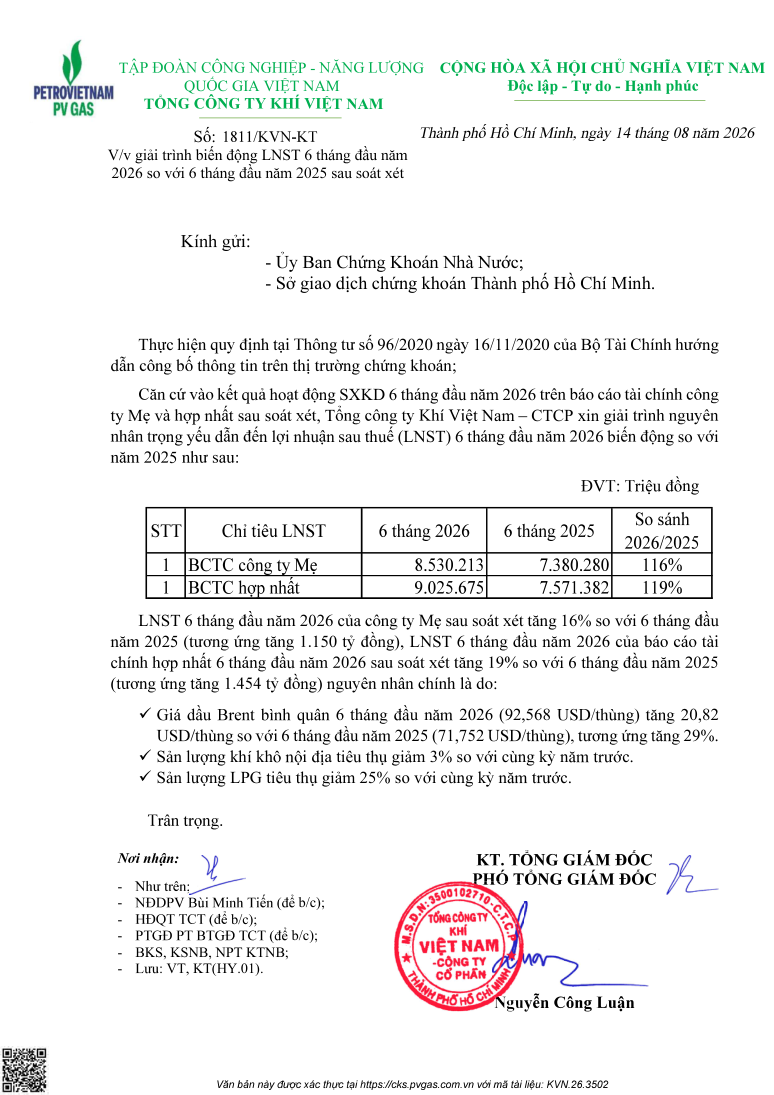 PETROVIETNAM
PV GAS
TẬP ĐOÀN CÔNG NGHIỆP - NĂNG LƯỢNG
QUỐC GIA VIỆT NAM
TỔNG CÔNG TY KHÍ VIỆT NAM
CỘNG HÒA XÃ HỘI CHỦ NGHĨA VIỆT NAM
Độc lập - Tự do - Hạnh phúc
Số: 1811/KVN-KT
V/v giải trình biến động LNST 6 tháng đầu năm
2026 so với 6 tháng đầu năm 2025 sau soát xét
Thành phố Hồ Chí Minh, ngày 14 tháng 08 năm 2026
Kính gửi:
- Ủy Ban Chứng Khoán Nhà Nước;
- Sở giao dịch chứng khoán Thành phố Hồ Chí Minh.
Thực hiện quy định tại Thông tư số 96/2020 ngày 16/11/2020 của Bộ Tài Chính hướng
dẫn công bố thông tin trên thị trường chứng khoán;
Căn cứ vào kết quả hoạt động SXKD 6 tháng đầu năm 2026 trên báo cáo tài chính công
ty Mẹ và hợp nhất sau soát xét, Tổng công ty Khí Việt Nam – CTCP xin giải trình nguyên
nhân trọng yếu dẫn đến lợi nhuận sau thuế (LNST) 6 tháng đầu năm 2026 biến động so với
năm 2025 như sau:
ĐVT: Triệu đồng
STT Chỉ tiêu LNST 6 tháng 2026 6 tháng 2025 So sánh 2026/2025
1 BCTC công ty Mẹ 8.530.213 7.380.280 116%
1 BCTC hợp nhất 9.025.675 7.571.382 119%
LNST 6 tháng đầu năm 2026 của công ty Mẹ sau soát xét tăng 16% so với 6 tháng đầu
năm 2025 (tương ứng tăng 1.150 tỷ đồng), LNST 6 tháng đầu năm 2026 của báo cáo tài
chính hợp nhất 6 tháng đầu năm 2026 sau soát xét tăng 19% so với 6 tháng đầu năm 2025
(tương ứng tăng 1.454 tỷ đồng) nguyên nhân chính là do:
✓ Giá dầu Brent bình quân 6 tháng đầu năm 2026 (92,568 USD/thùng) tăng 20,82
USD/thùng so với 6 tháng đầu năm 2025 (71,752 USD/thùng), tương ứng tăng 29%.
✓ Sản lượng khí khô nội địa tiêu thụ giảm 3% so với cùng kỳ năm trước.
✓ Sản lượng LPG tiêu thụ giảm 25% so với cùng kỳ năm trước.
Trân trọng.
Nơi nhận:
- Như trên;
- NĐDPV Bùi Minh Tiến (để b/c);
- HĐQT TCT (để b/c);
- PTGĐ PT BTGĐ TCT (để b/c);
- BKS, KSNB, NPT KTNB;
- Lưu: VT, KT(HY.01).
KT. TỔNG GIÁM ĐỐC
PHÓ TỔNG GIÁM ĐỐC
M.S.D.N: 3500102710-C.T.C.P
TỔNG CÔNG TY
KHÍ
VIỆT NAM
-CÔNG TY
CỔ PHẦN
THÀNH PHỐ HỒ CHÍ MINH
Nguyễn Công Luận
Văn bản này được xác thực tại https://cks.pvgas.com.vn với mã tài liệu: KVN.26.3502